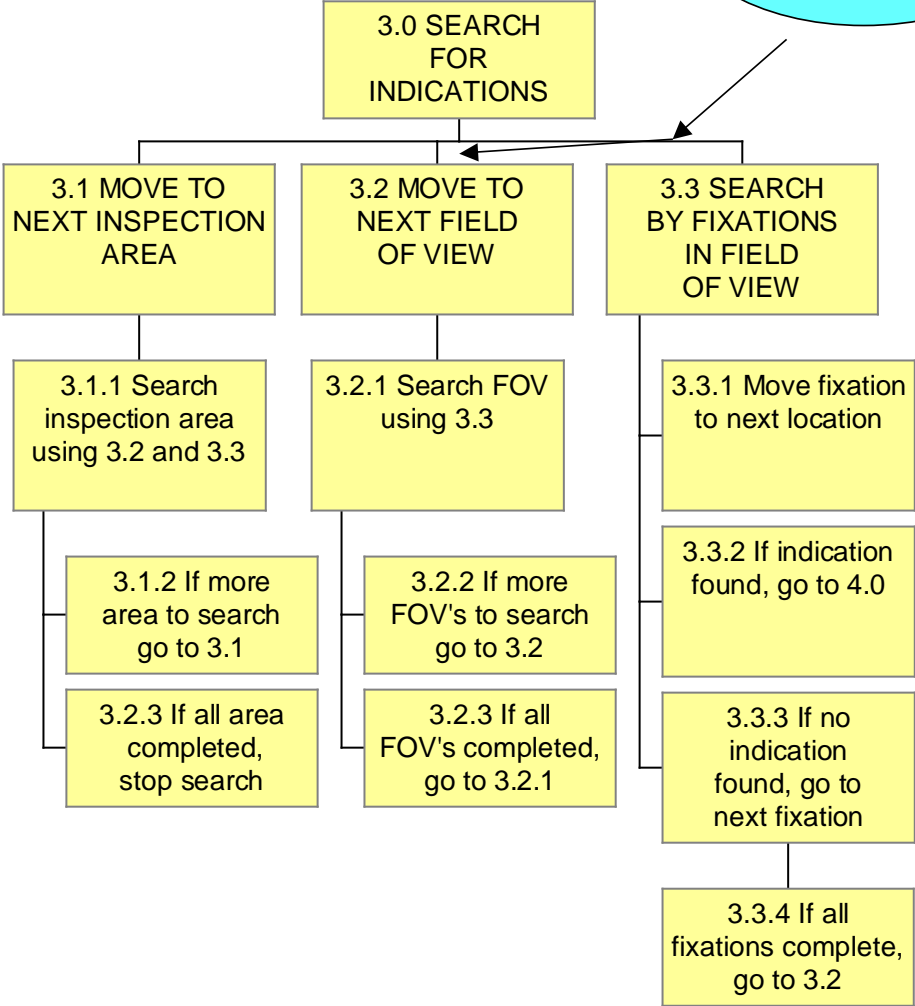 3.0 SEARCH
FOR
INDICATIONS
3.1 MOVE TO
NEXT INSPECTION
AREA
3.2 MOVE TO
NEXT FIELD
OF VIEW
3.3 SEARCH
BY FIXATIONS
IN FIELD
OF VIEW
3.1.1 Search
inspection area
using 3.2 and 3.3
3.2.1 Search FOV
using 3.3
3.3.1 Move fixation
to next location
3.1.2 If more
area to search
go to 3.1
3.2.2 If more
FOV's to search
go to 3.2
3.3.2 If indication
found, go to 4.0
3.2.3 If all area
completed,
stop search
3.2.3 If all
FOV's completed,
go to 3.2.1
3.3.3 If no
indication
found, go to
next fixation
3.3.4 If all
fixations complete,
go to 3.2